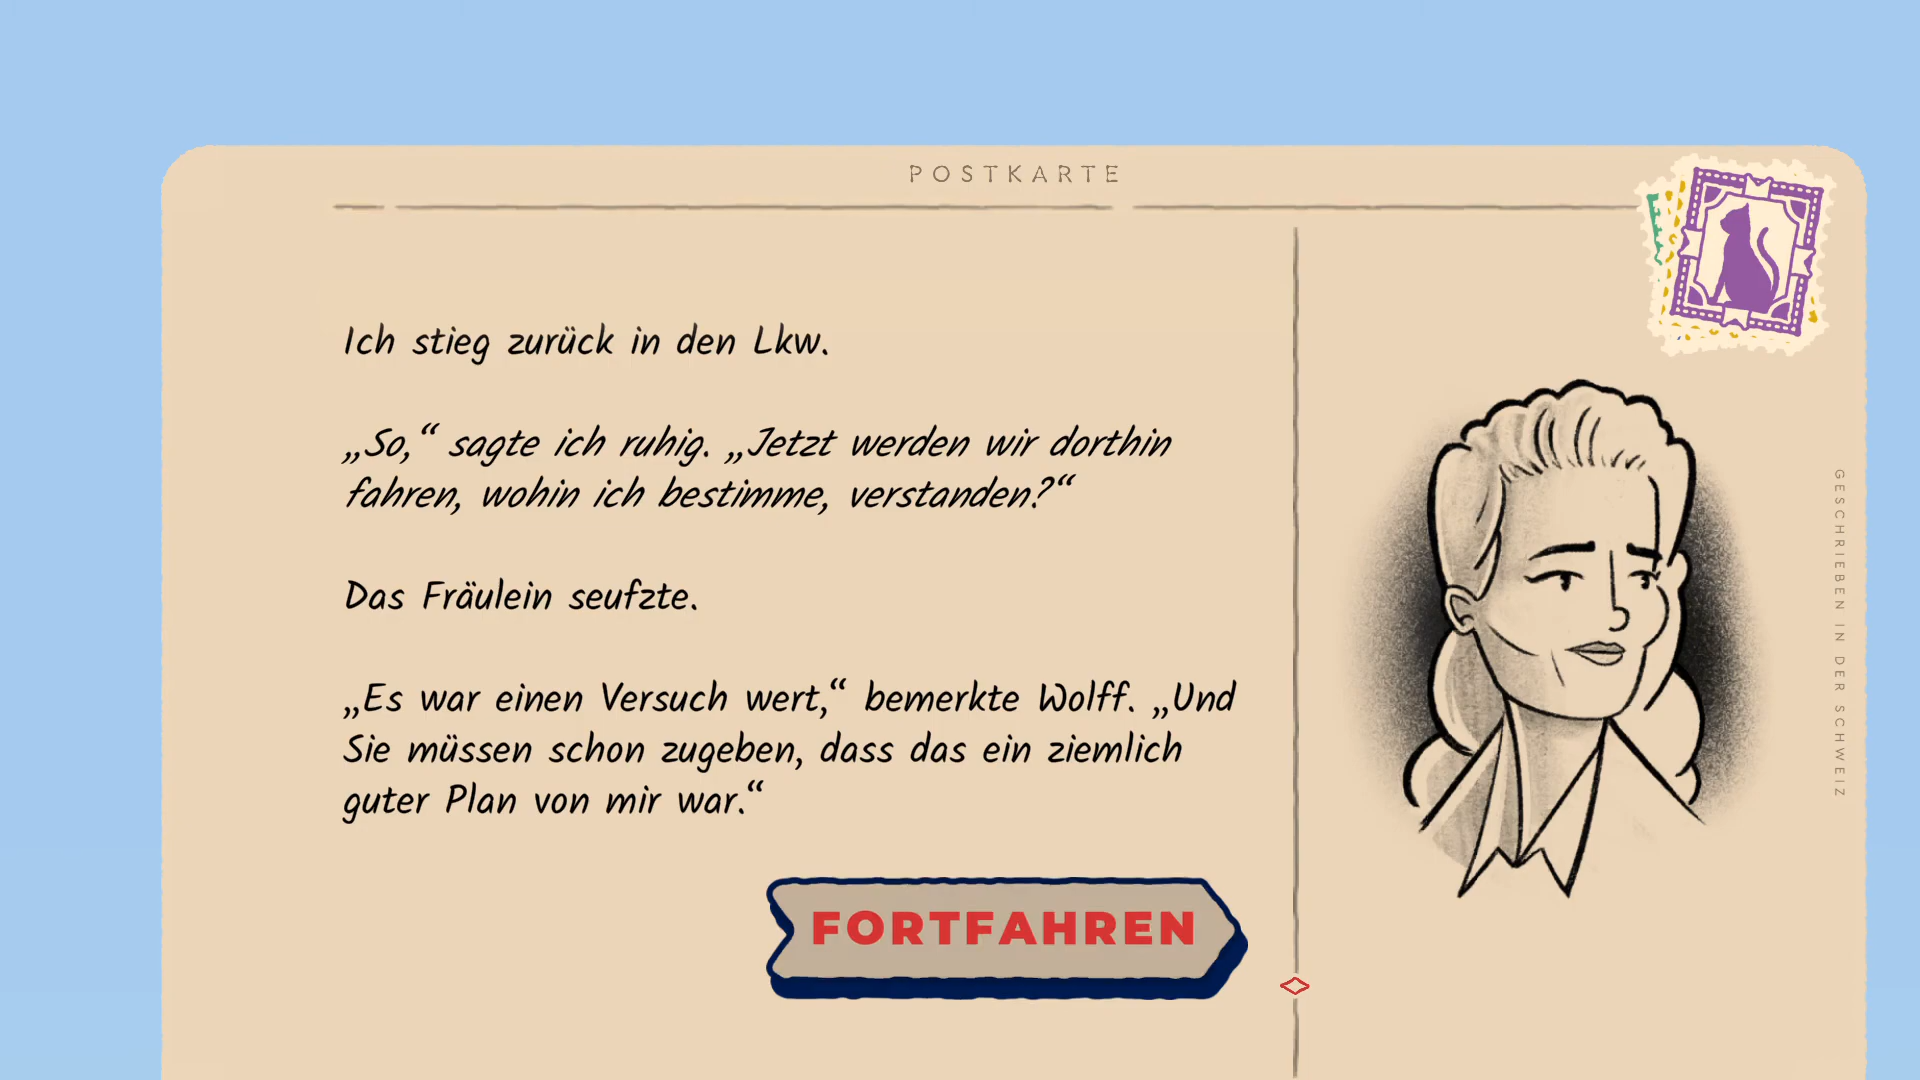 POSTKARTE
Ich stieg zurück in den Lkw.
„So,“ sagte ich ruhig. „Jetzt werden wir dorthin
fahren, wohin ich bestimme, verstanden?“
Das Fräulein seufzte.
„Es war einen Versuch wert,“ bemerkte Wolff. „Und
Sie müssen schon zugeben, dass das ein ziemlich
guter Plan von mir war.“
FORTFAHREN
GESCHRIEBEN IN DER SCHWEIZ